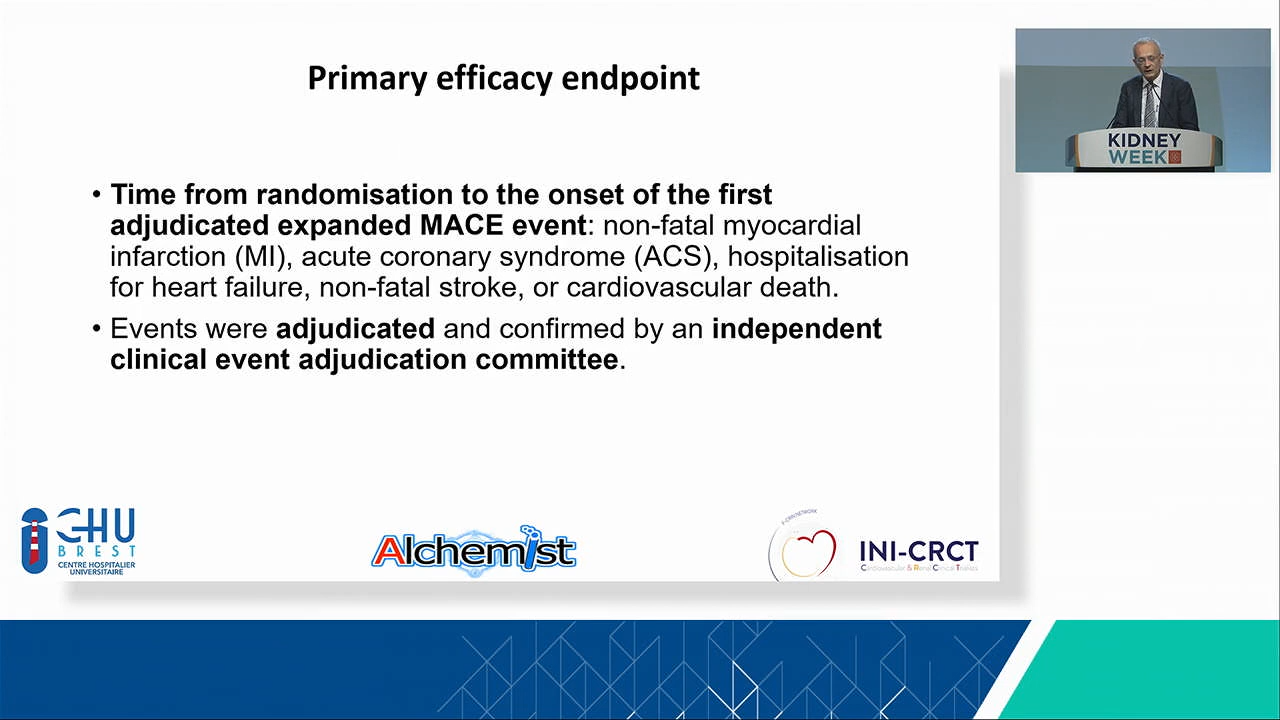 Primary efficacy endpoint
KIDNEY
WEEK
• Time from randomisation to the onset of the first
adjudicated expanded MACE event: non-fatal myocardial
infarction (MI), acute coronary syndrome (ACS), hospitalisation
for heart failure, non-fatal stroke, or cardiovascular death.
• Events were adjudicated and confirmed by an independent
clinical event adjudication committee.
CHU
BREST
CENTRE HOSPITALIER
UNIVERSITAIRE
Alchemist
F-CRIN NETWORK
INI-CRCT
Cardiovascular & Renal Clinical Trialists